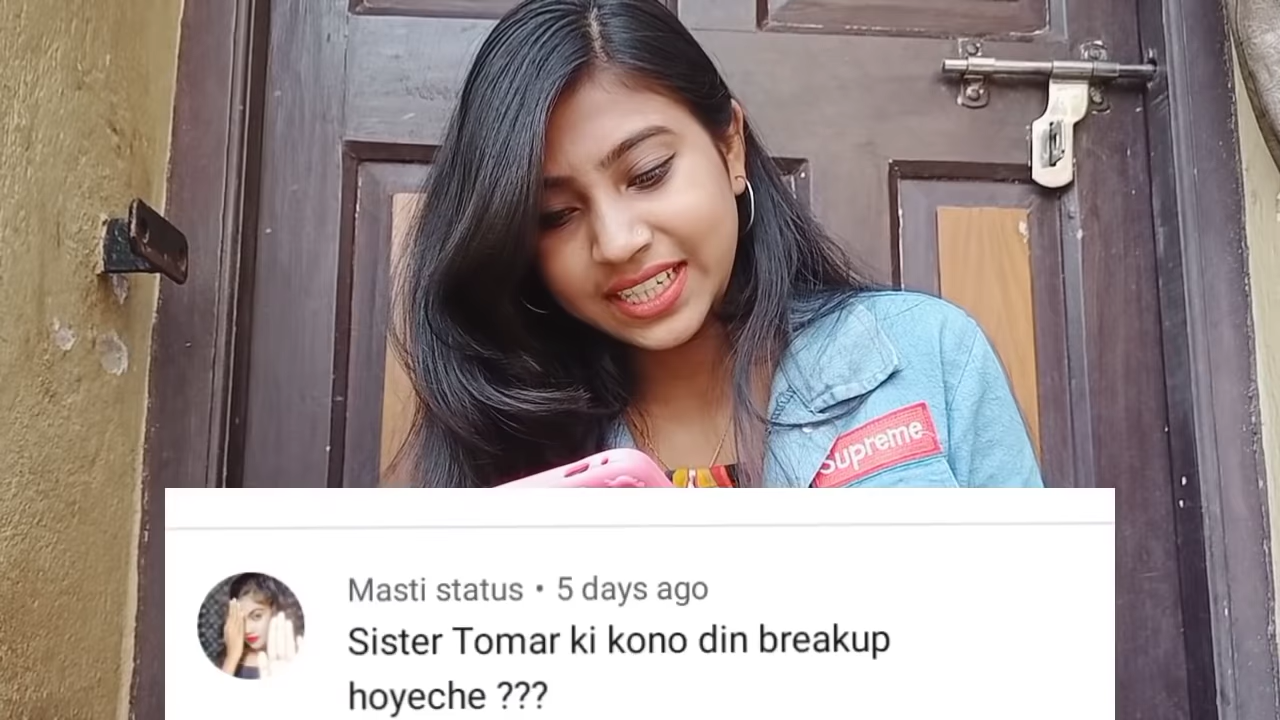 Supreme
Masti status • 5 days ago
Sister Tomar ki kono din breakup
hoyeche ???